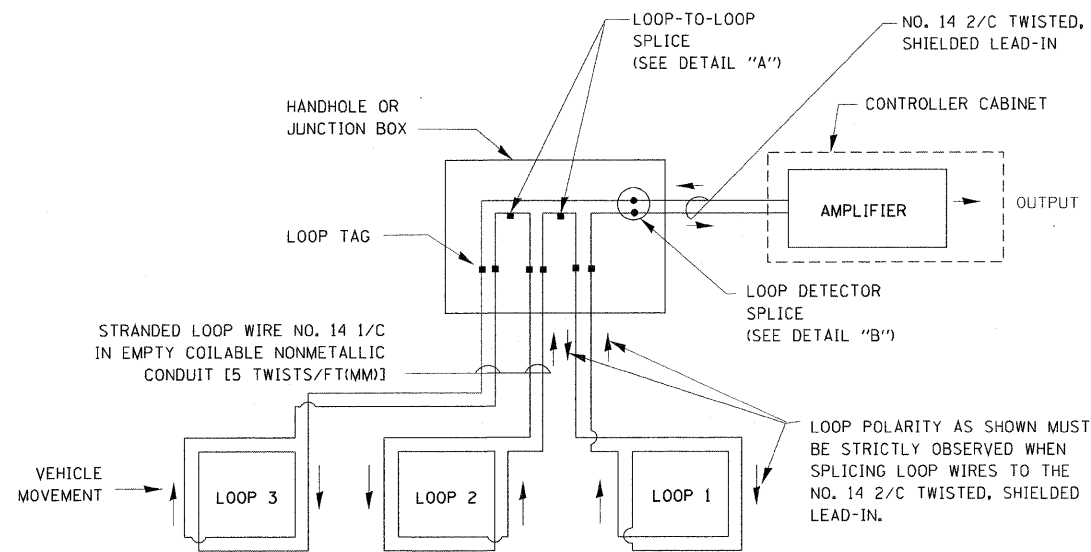 LOOP-TO-LOOP
SPLICE
(SEE DETAIL "A")
NO. 14 2/C TWISTED,
SHIELDED LEAD-IN
HANDHOLE OR
JUNCTION BOX
CONTROLLER CABINET
AMPLIFIER
OUTPUT
LOOP TAG
LOOP DETECTOR
SPLICE
(SEE DETAIL "B")
STRANDED LOOP WIRE NO. 14 1/C
IN EMPTY COILABLE NONMETALLIC
CONDUIT [5 TWISTS/FT(MM)]
LOOP POLARITY AS SHOWN MUST
BE STRICTLY OBSERVED WHEN
SPLICING LOOP WIRES TO THE
NO. 14 2/C TWISTED, SHIELDED
LEAD-IN.
VEHICLE
MOVEMENT
LOOP 3
LOOP 2
LOOP 1